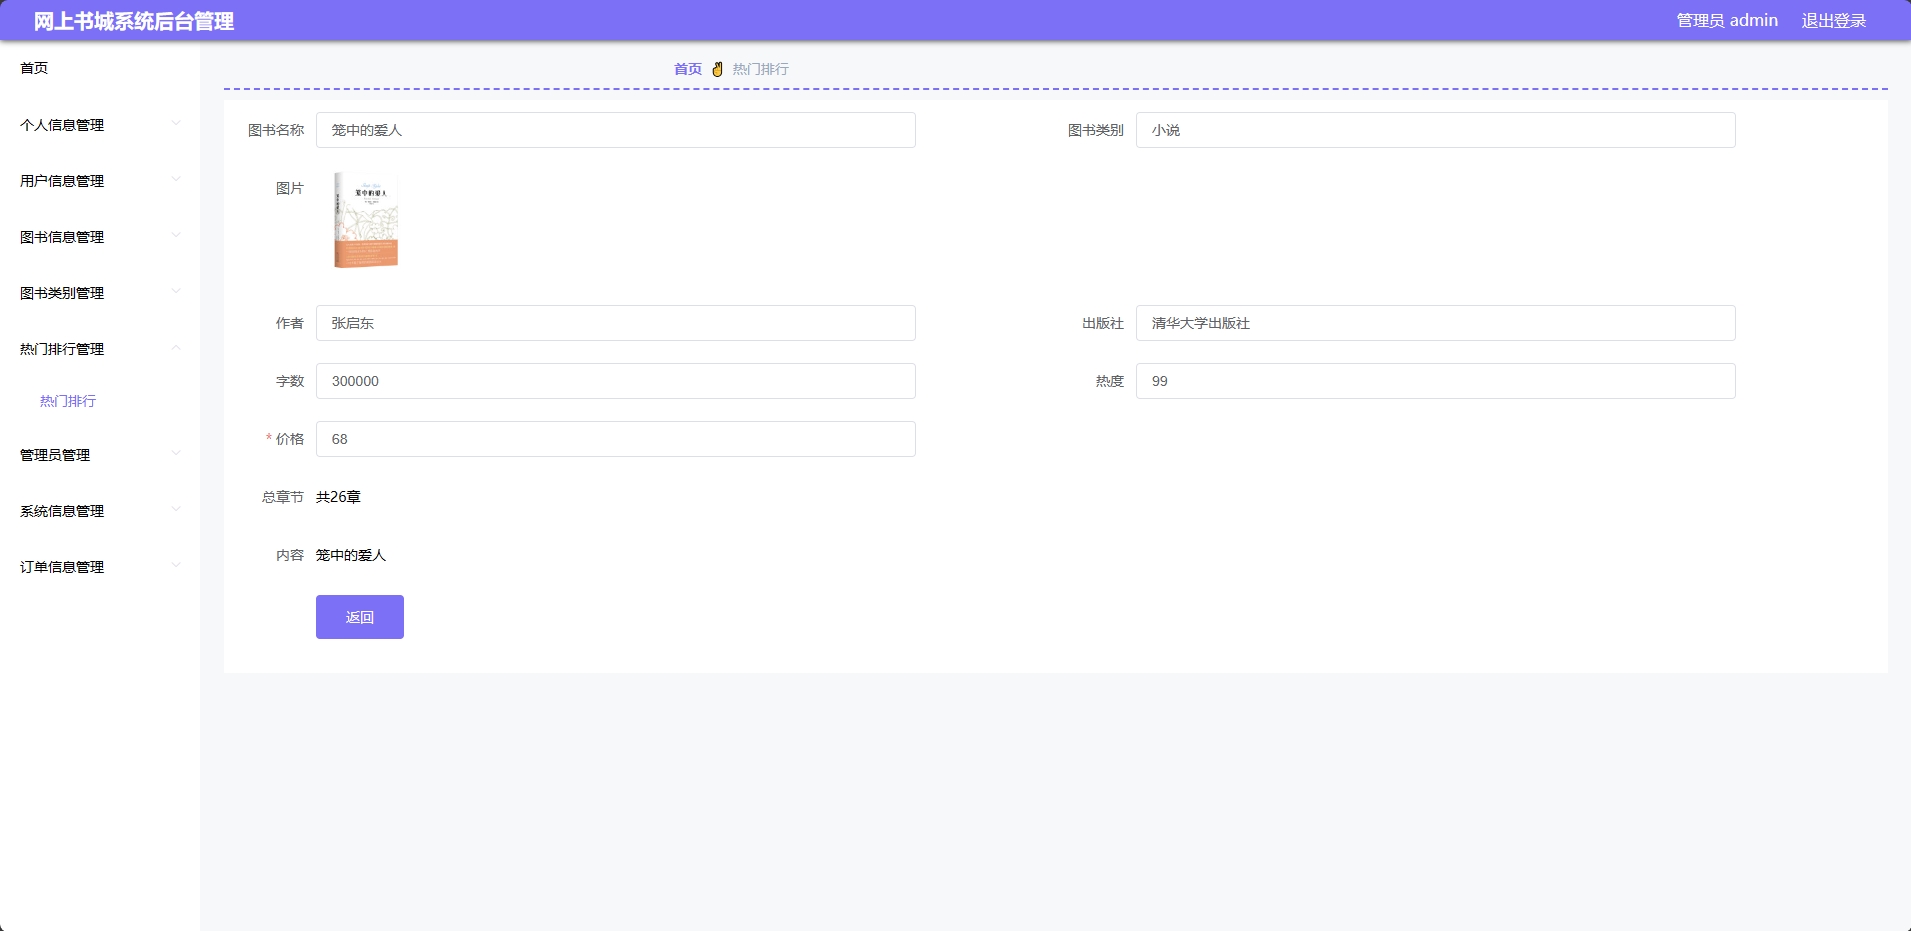 网上书城系统后台管理
管理员 admin
退出登录
首页
个人信息管理
用户信息管理
图书信息管理
图书类别管理
热门排行管理
热门排行
管理员管理
系统信息管理
订单信息管理
首页 ✌ 热门排行
图书名称 笼中的爱人
图书类别 小说
图片
笼中的爱人
作者 张启东
出版社 清华大学出版社
字数 300000
热度 99
* 价格 68
总章节 共26章
内容 笼中的爱人
返回